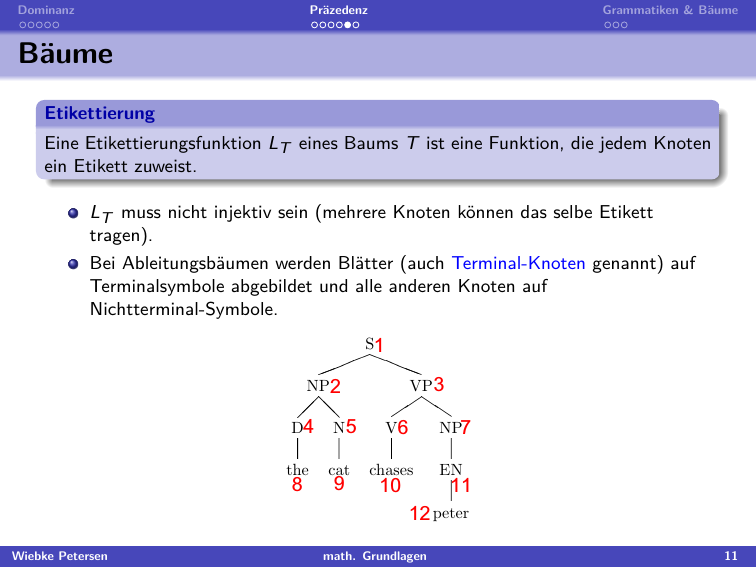 Dominanz Präzedenz Grammatiken & Bäume
Bäume
Etikettierung
Eine Etikettierungsfunktion L_T eines Baums T ist eine Funktion, die jedem Knoten
ein Etikett zuweist.
L_T muss nicht injektiv sein (mehrere Knoten können das selbe Etikett
tragen).
Bei Ableitungsbäumen werden Blätter (auch Terminal-Knoten genannt) auf
Terminalsymbole abgebildet und alle anderen Knoten auf
Nichtterminal-Symbole.
S1
NP2 VP3
D4 N5 V6 NP7
the cat chases EN
8 9 10 11
12 peter
Wiebke Petersen math. Grundlagen 11